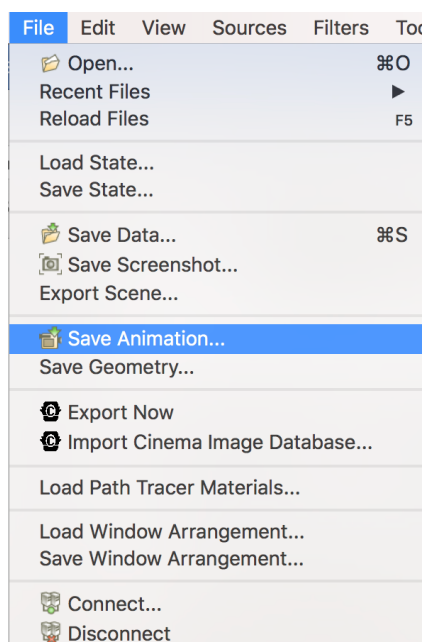 File Edit View Sources Filters
Open... ⌘O
Recent Files ▶
Reload Files F5
Load State...
Save State...
Save Data... ⌘S
Save Screenshot...
Export Scene...
Save Animation...
Save Geometry...
Export Now
Import Cinema Image Database...
Load Path Tracer Materials...
Load Window Arrangement...
Save Window Arrangement...
Connect...
Disconnect